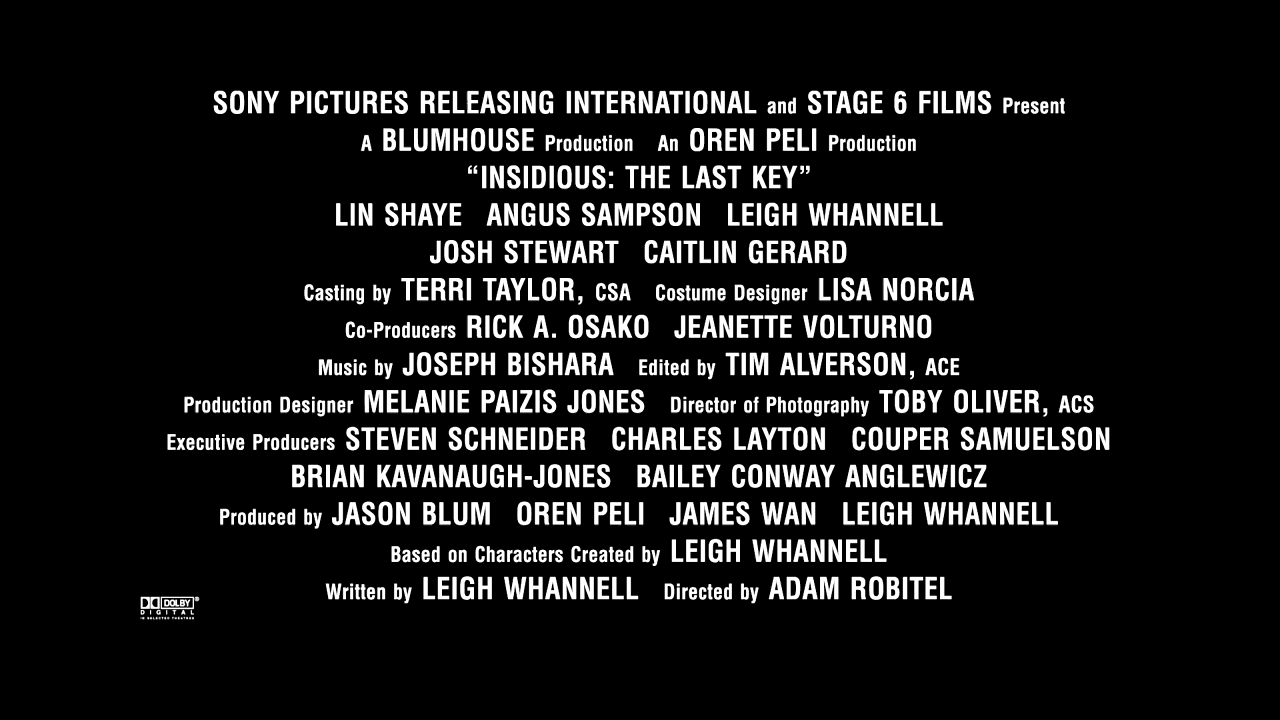 SONY PICTURES RELEASING INTERNATIONAL and STAGE 6 FILMS Present
A BLUMHOUSE Production An OREN PELI Production
“INSIDIOUS: THE LAST KEY”
LIN SHAYE ANGUS SAMPSON LEIGH WHANNELL
JOSH STEWART CAITLIN GERARD
Casting by TERRI TAYLOR, CSA Costume Designer LISA NORCIA
Co-Producers RICK A. OSAKO JEANETTE VOLTURNO
Music by JOSEPH BISHARA Edited by TIM ALVERSON, ACE
Production Designer MELANIE PAIZIS JONES Director of Photography TOBY OLIVER, ACS
Executive Producers STEVEN SCHNEIDER CHARLES LAYTON COUPER SAMUELSON
BRIAN KAVANAUGH-JONES BAILEY CONWAY ANGLEWICZ
Produced by JASON BLUM OREN PELI JAMES WAN LEIGH WHANNELL
Based on Characters Created by LEIGH WHANNELL
Written by LEIGH WHANNELL Directed by ADAM ROBITEL
DOLBY®
DIGITAL
IN SELECTED THEATRES